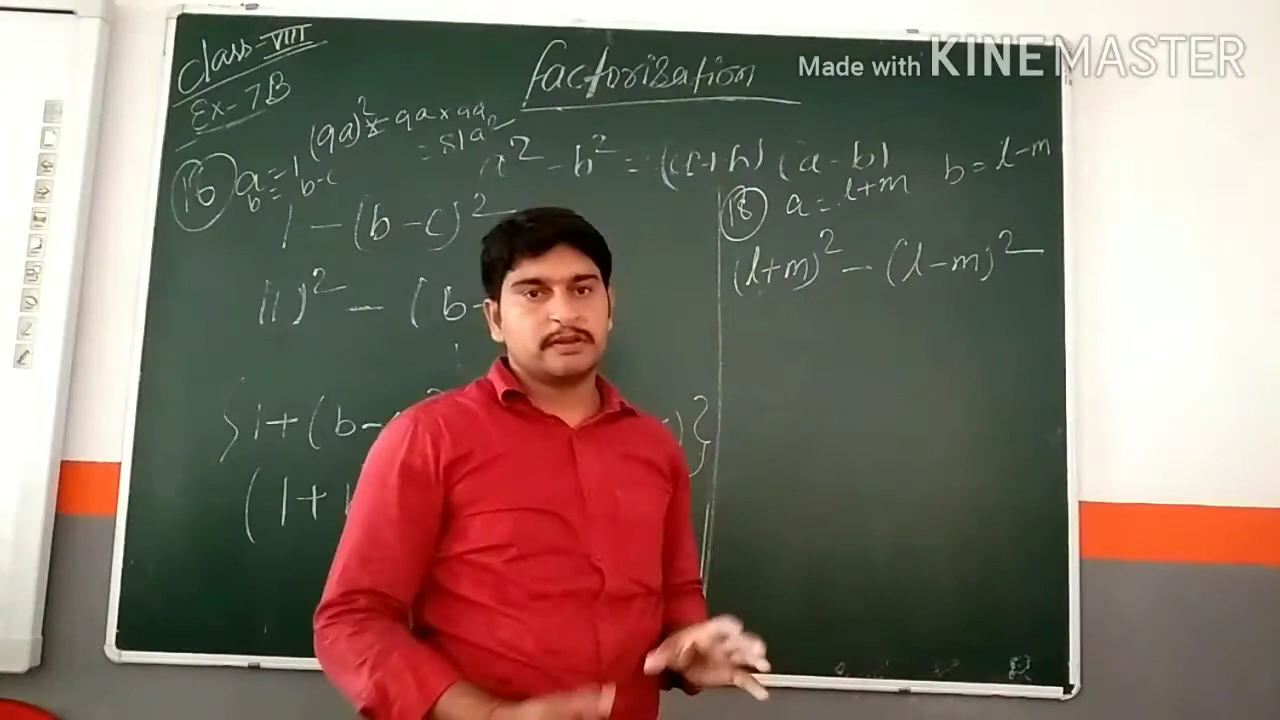 Class-VIII
Ex-7B
factorisation
Made with KINEMASTER
(9a)² = 9a×9a
= 81a²
a² - b² = (a+b) (a-b)
16
a = 1
b = b-c
1 - (b-c)²
(1)² - (b-
{1+(b-
)}
(1+b
18
a = l+m
b = l-m
(l+m)² - (l-m)²